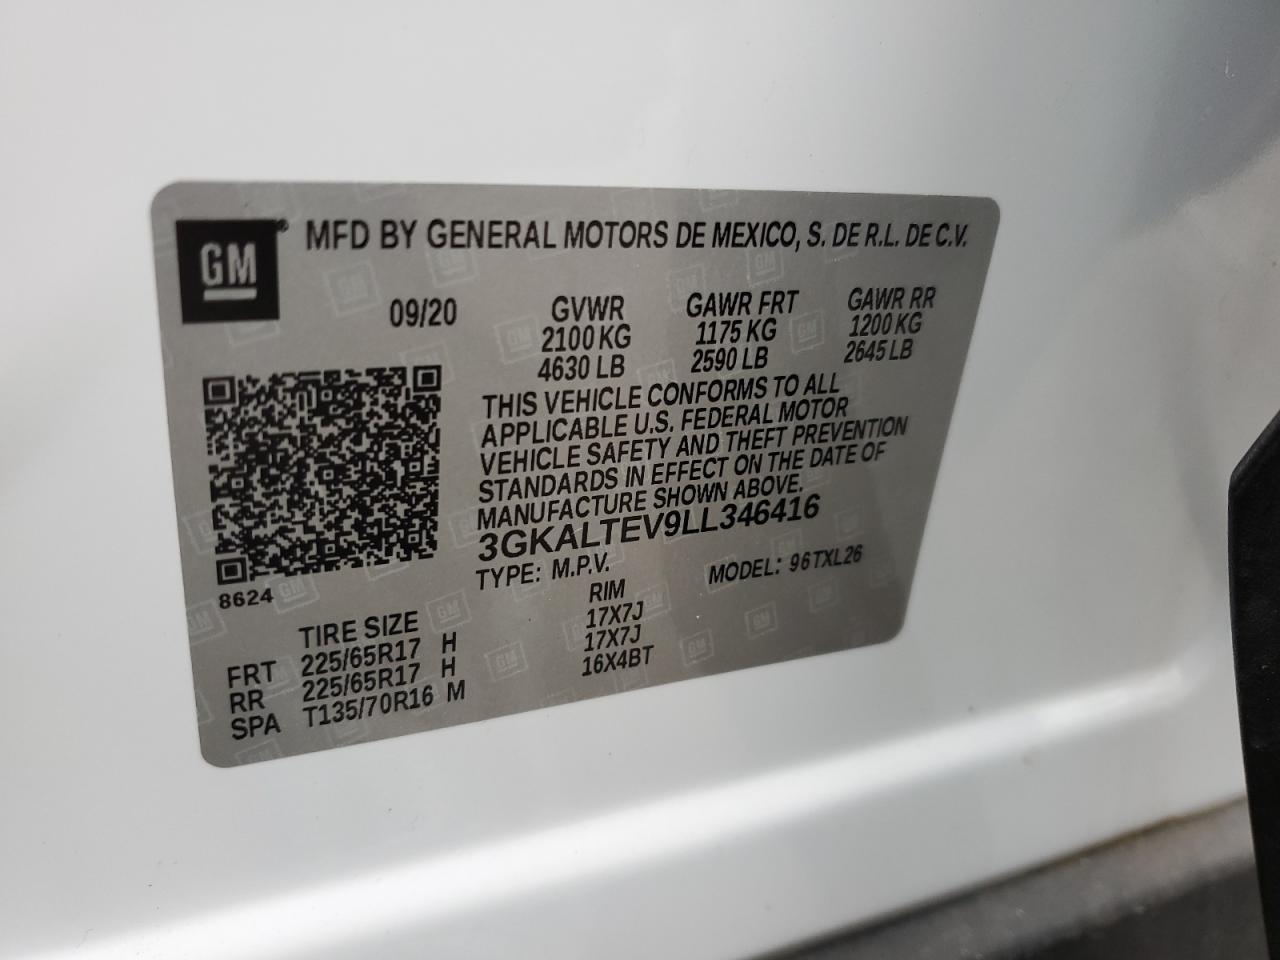 GM® MFD BY GENERAL MOTORS DE MEXICO, S. DE R.L. DE C.V.
09/20 GVWR GAWR FRT GAWR RR
2100 KG 1175 KG 1200 KG
4630 LB 2590 LB 2645 LB
THIS VEHICLE CONFORMS TO ALL
APPLICABLE U.S. FEDERAL MOTOR
VEHICLE SAFETY AND THEFT PREVENTION
STANDARDS IN EFFECT ON THE DATE OF
MANUFACTURE SHOWN ABOVE.
3GKALTEV9LL346416
TYPE: M.P.V. MODEL: 96TXL26
8624
TIRE SIZE RIM
FRT 225/65R17 H 17X7J
RR 225/65R17 H 17X7J
SPA T135/70R16 M 16X4BT